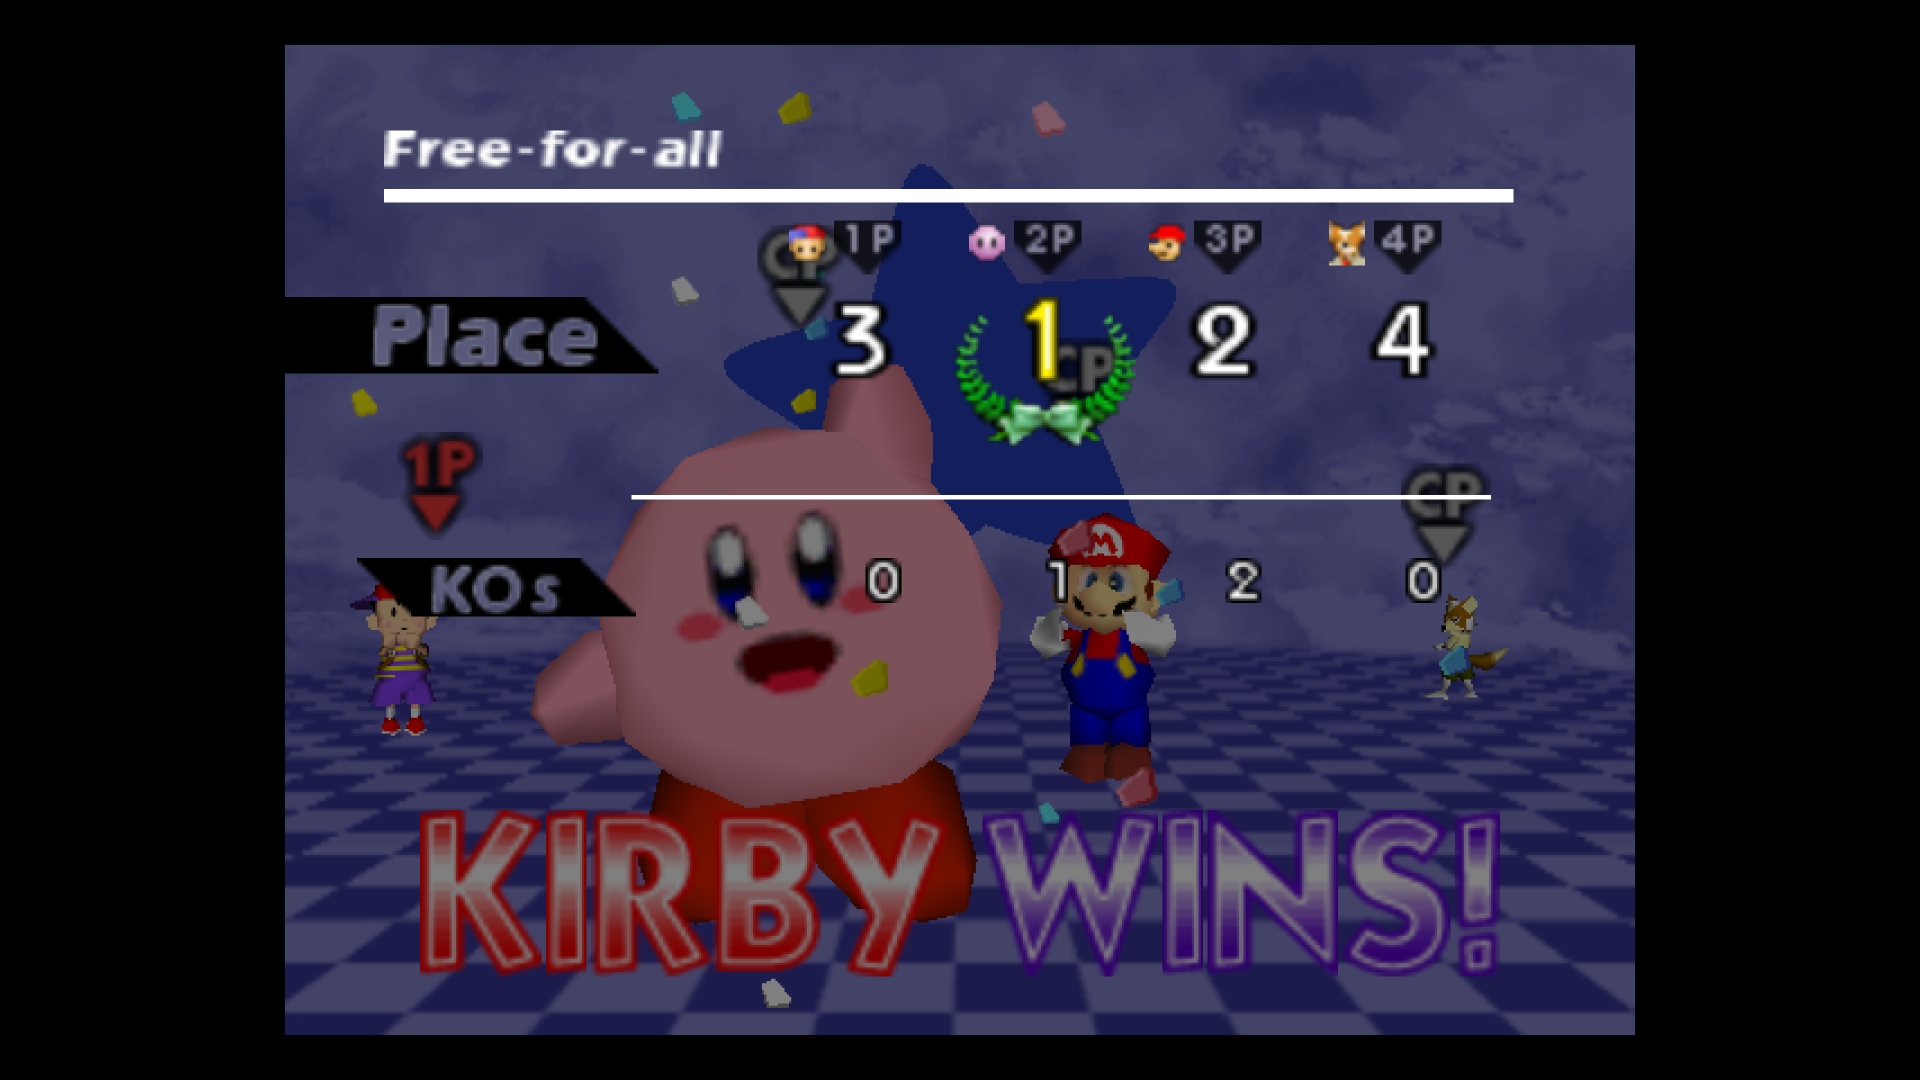 Free-for-all
1P 2P 3P 4P
CP
Place 3 1 2 4
CP
1P
CP
KOs 0 1 2 0
M
KIRBY WINS!